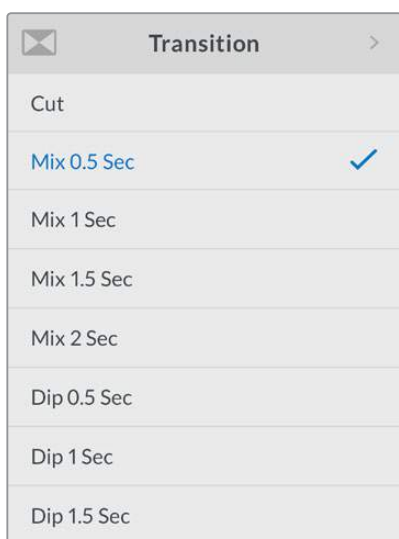 Transition
Cut
Mix 0.5 Sec
Mix 1 Sec
Mix 1.5 Sec
Mix 2 Sec
Dip 0.5 Sec
Dip 1 Sec
Dip 1.5 Sec